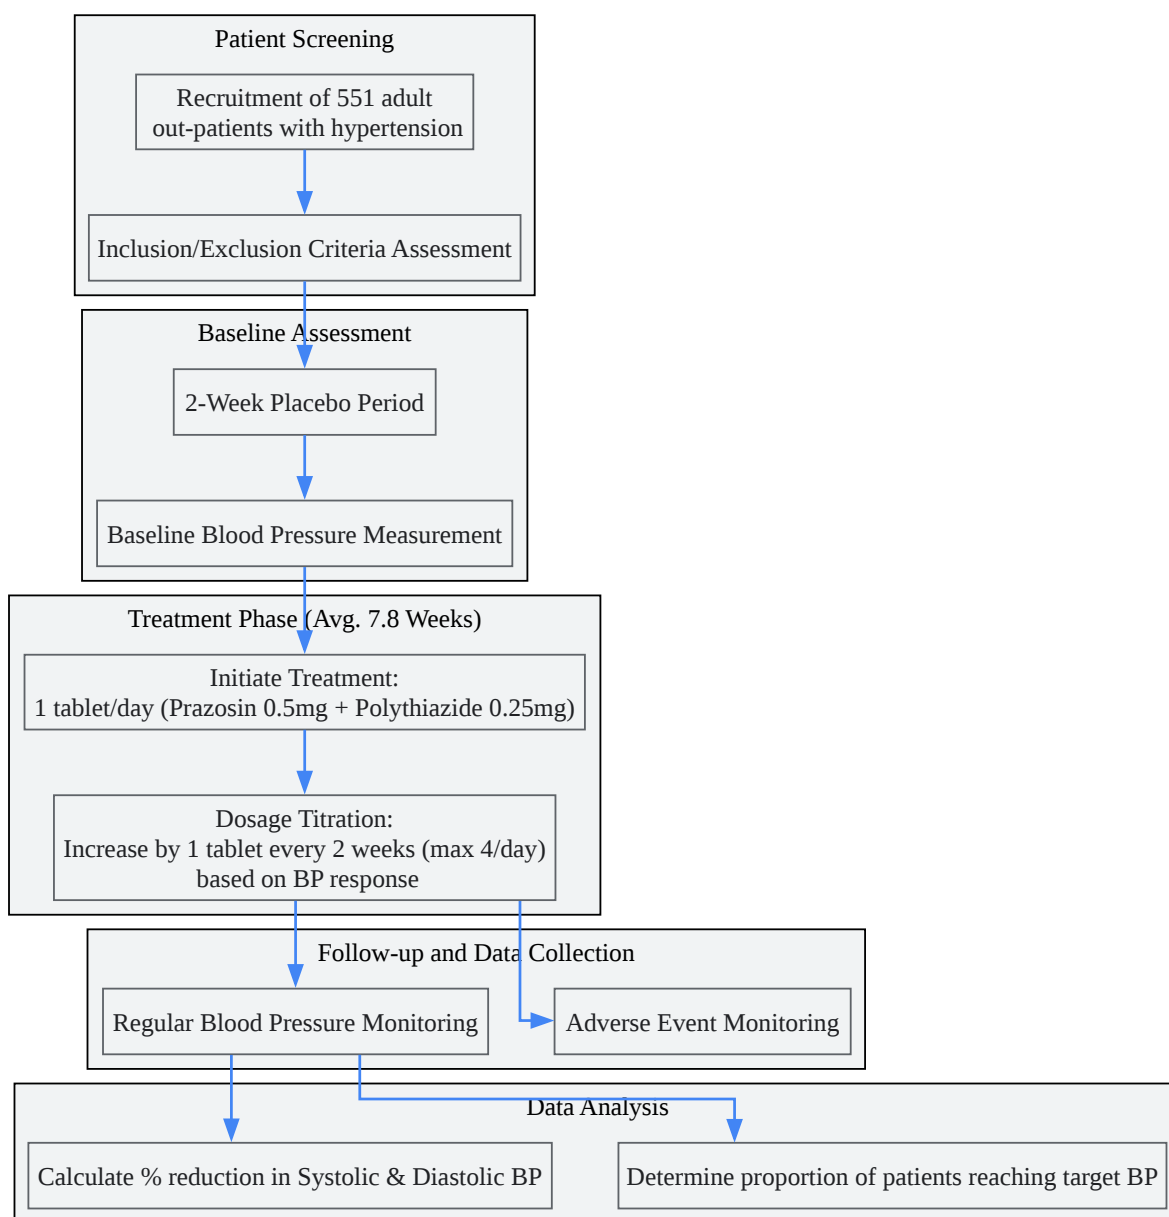 Patient Screening
Recruitment of 551 adult
out-patients with hypertension
Inclusion/Exclusion Criteria Assessment
Baseline Assessment
2-Week Placebo Period
Baseline Blood Pressure Measurement
Treatment Phase (Avg. 7.8 Weeks)
Initiate Treatment:
1 tablet/day (Prazosin 0.5mg + Polythiazide 0.25mg)
Dosage Titration:
Increase by 1 tablet every 2 weeks (max 4/day)
based on BP response
Follow-up and Data Collection
Regular Blood Pressure Monitoring
Adverse Event Monitoring
Data Analysis
Calculate % reduction in Systolic & Diastolic BP
Determine proportion of patients reaching target BP